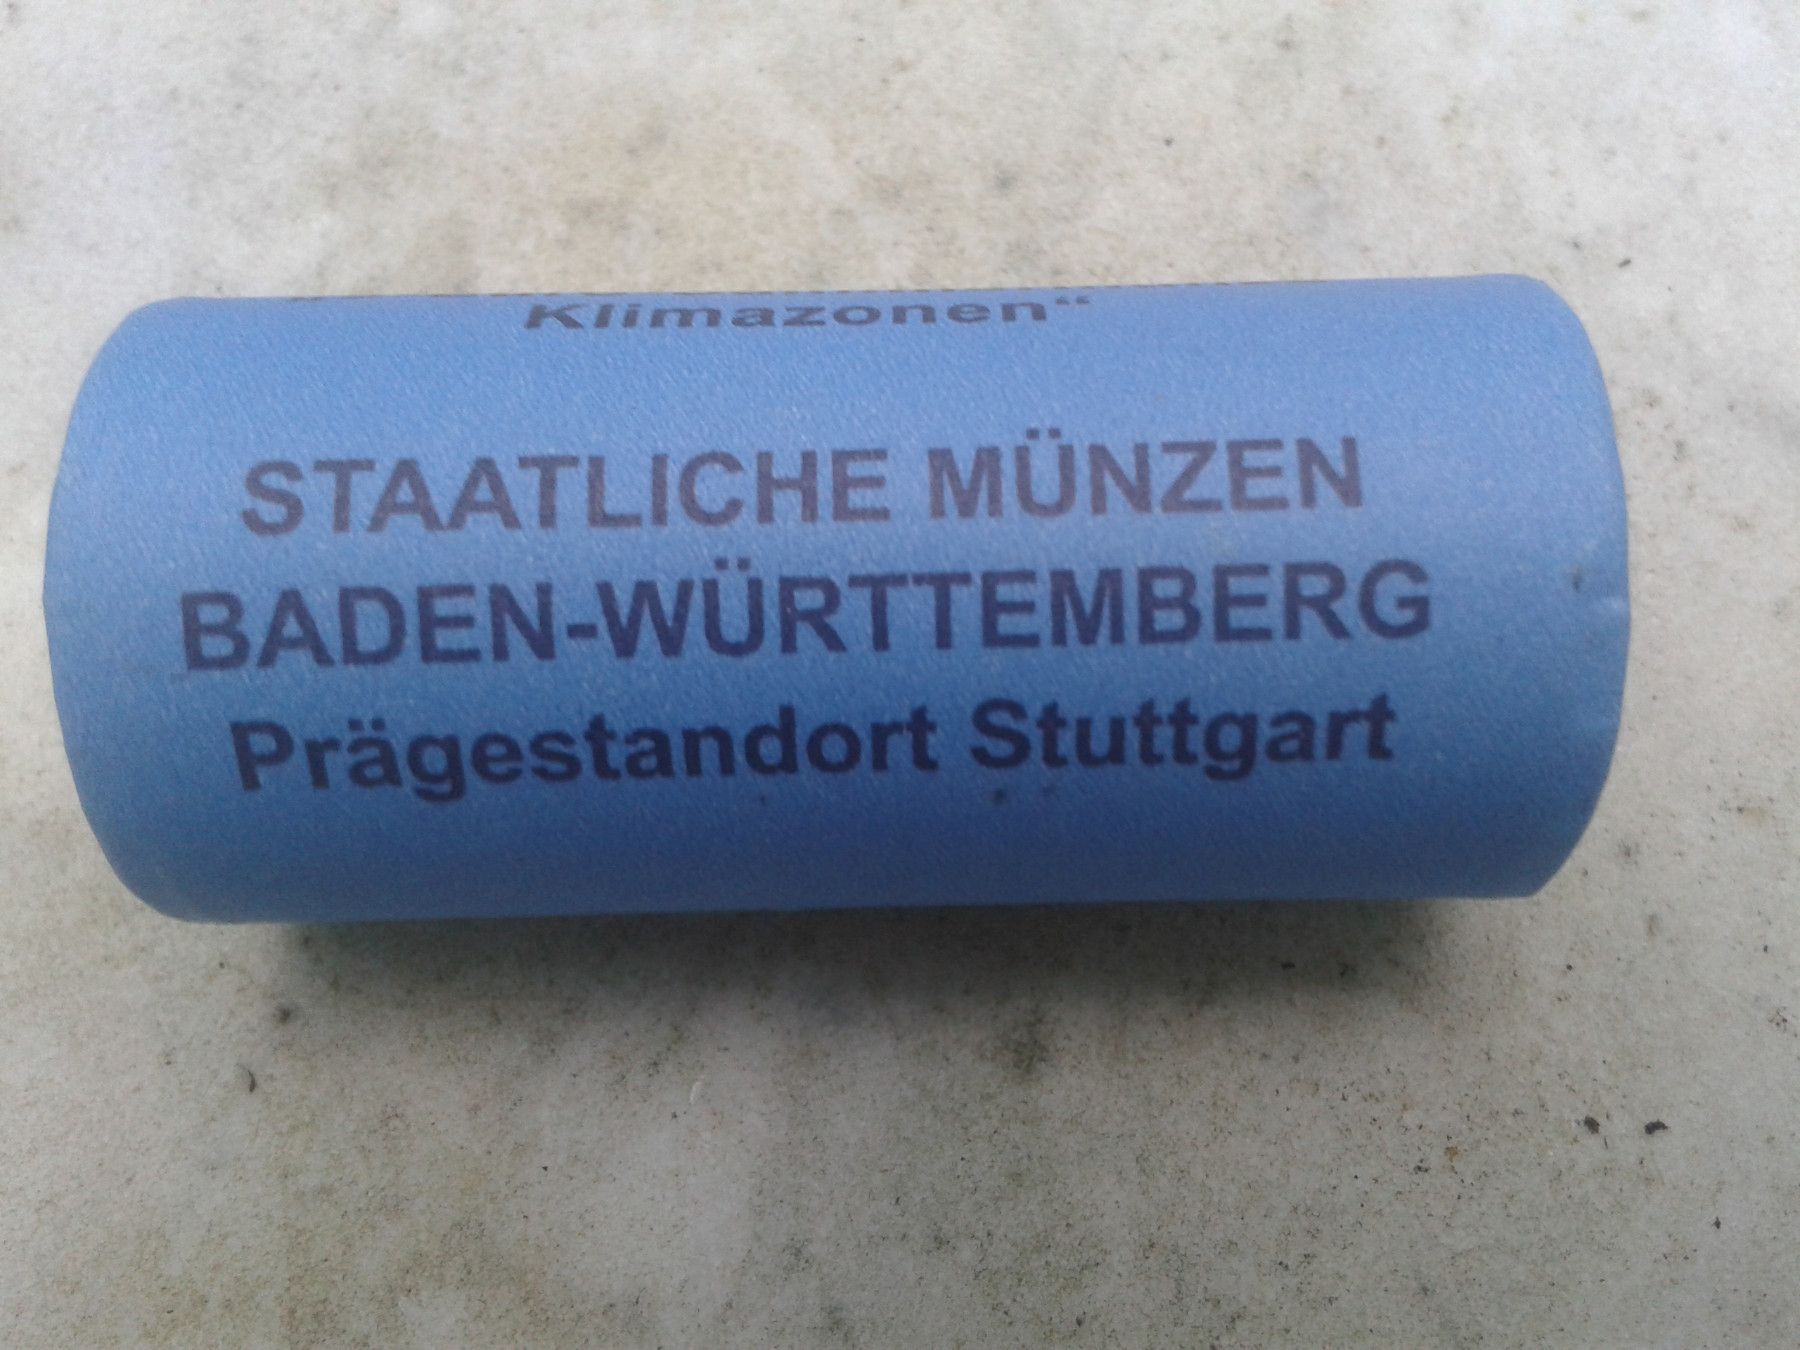 Klimazonen“
STAATLICHE MÜNZEN
BADEN-WÜRTTEMBERG
Prägestandort Stuttgart